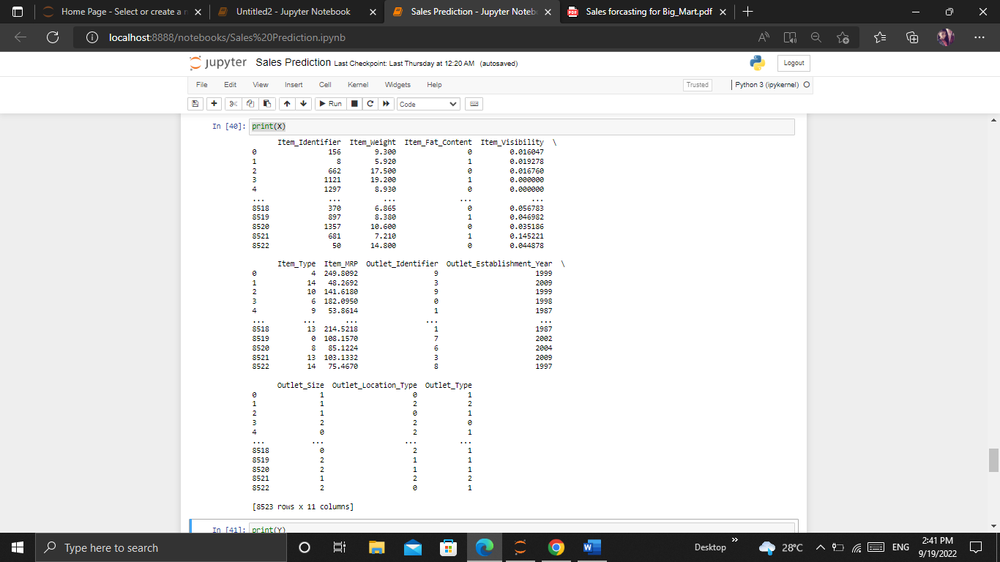 Home Page - Select or create a n
Untitled2 - Jupyter Notebook
Sales Prediction - Jupyter Noteb
PDF
Sales forcasting for Big_Mart.pdf
localhost:8888/notebooks/Sales%20Prediction.ipynb
jupyter Sales Prediction Last Checkpoint: Last Thursday at 12:20 AM (autosaved)
Logout
File Edit View Insert Cell Kernel Widgets Help
Trusted
Python 3 (ipykernel)
Run
Code
In [40]: print(X)
Item_Identifier Item_Weight Item_Fat_Content Item_Visibility \
0 156 9.300 0 0.016047
1 8 5.920 1 0.019278
2 662 17.500 0 0.016760
3 1121 19.200 1 0.000000
4 1297 8.930 0 0.000000
... ... ... ... ...
8518 370 6.865 0 0.056783
8519 897 8.380 1 0.046982
8520 1357 10.600 0 0.035186
8521 681 7.210 1 0.145221
8522 50 14.800 0 0.044878
Item_Type Item_MRP Outlet_Identifier Outlet_Establishment_Year \
0 4 249.8092 9 1999
1 14 48.2692 3 2009
2 10 141.6180 9 1999
3 6 182.0950 0 1998
4 9 53.8614 1 1987
... ... ... ... ...
8518 13 214.5218 1 1987
8519 0 108.1570 7 2002
8520 8 85.1224 6 2004
8521 13 103.1332 3 2009
8522 14 75.4670 8 1997
Outlet_Size Outlet_Location_Type Outlet_Type
0 1 0 1
1 1 2 2
2 1 0 1
3 2 2 0
4 0 2 1
... ... ... ...
8518 0 2 1
8519 2 1 1
8520 2 1 1
8521 1 2 2
8522 2 0 1
[8523 rows x 11 columns]
In [41]: print(Y)
Type here to search
Desktop
28°C
ENG
2:41 PM
9/19/2022